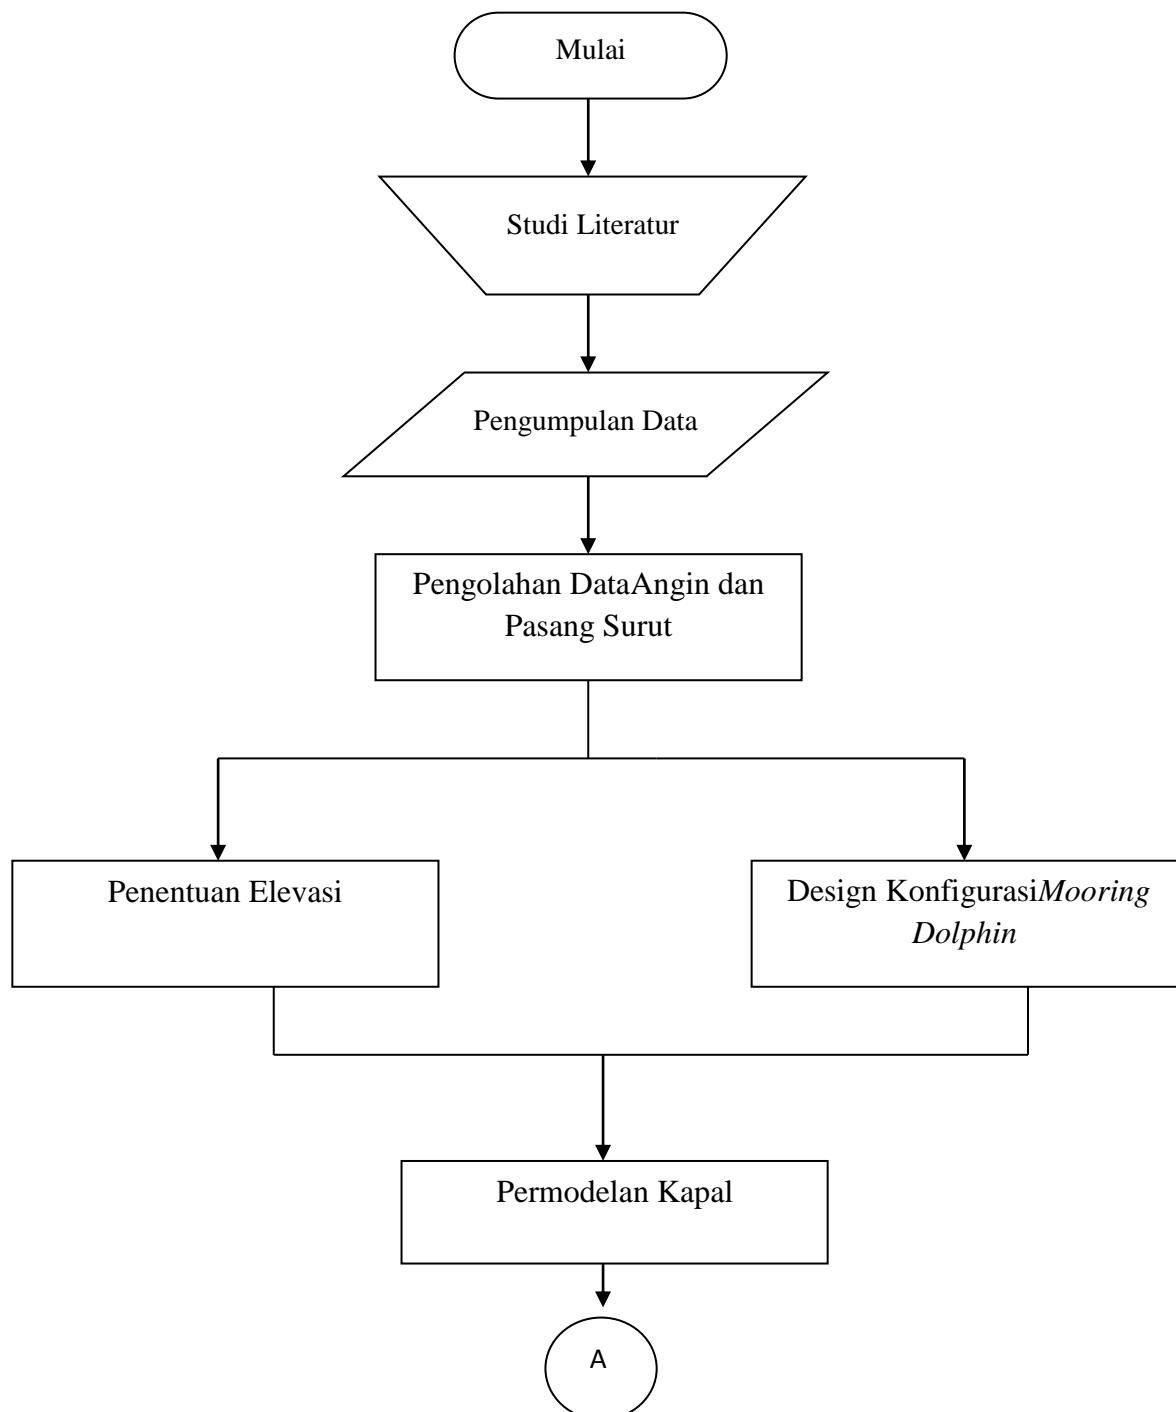 Mulai
Studi Literatur
Pengumpulan Data
Pengolahan DataAngin dan
Pasang Surut
Penentuan Elevasi
Design KonfigurasiMooring
Dolphin
Permodelan Kapal
A